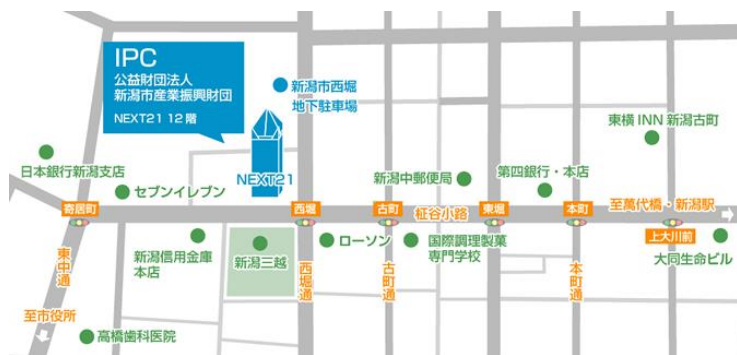 IPC
公益財団法人
新潟市産業振興財団
NEXT21 12階
新潟市西堀
地下駐車場
東横INN新潟古町
日本銀行新潟支店
セブンイレブン
NEXT21
新潟中郵便局
第四銀行・本店
寄居町
西堀
古町
柾谷小路
東堀
本町
至萬代橋・新潟駅
上大川前
東中通
新潟信用金庫
本店
新潟三越
西堀通
ローソン
古町通
国際調理製菓
専門学校
本町通
大同生命ビル
至市役所
高橋歯科医院